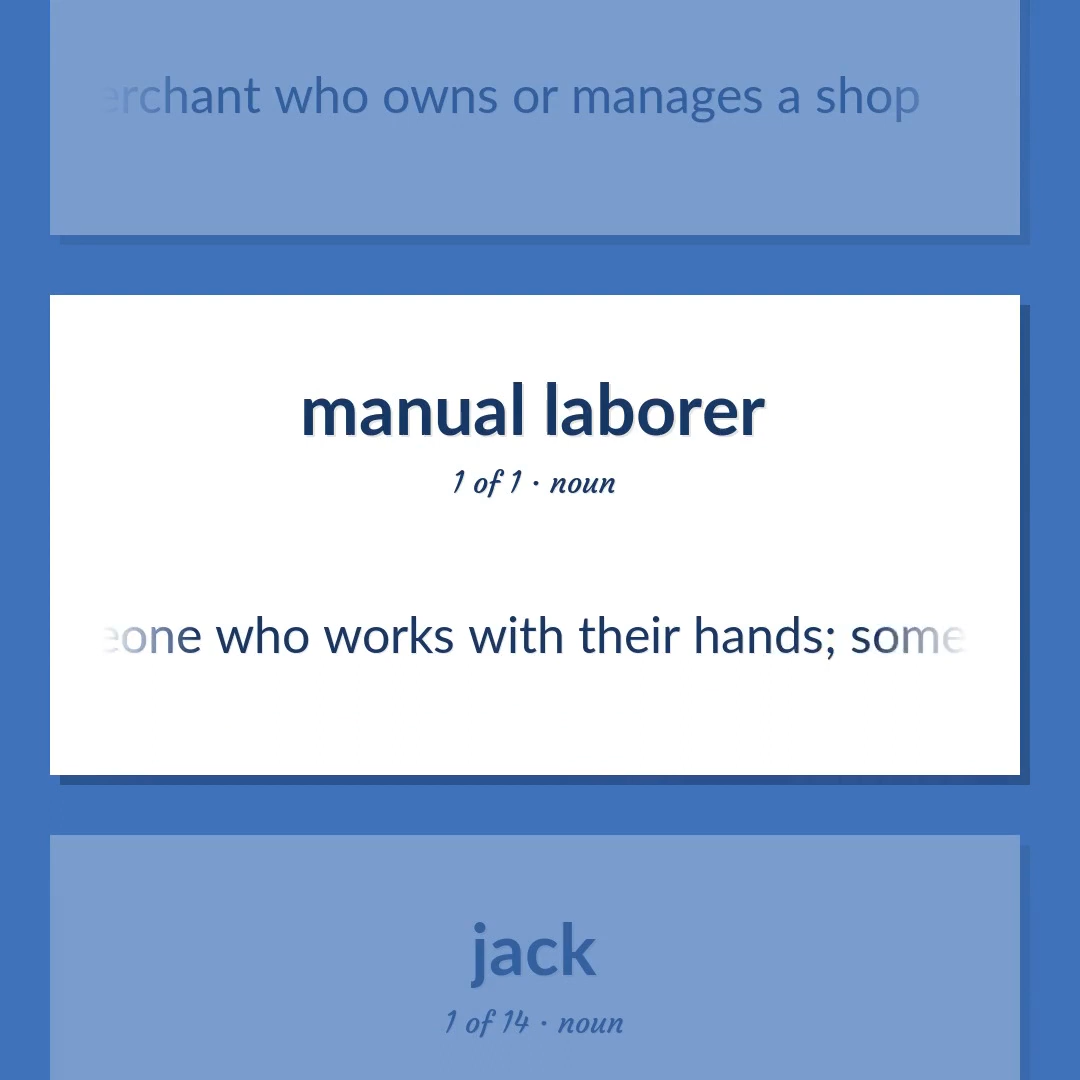 erchant who owns or manages a shop
manual laborer
1 of 1 · noun
eone who works with their hands; some
jack
1 of 14 · noun